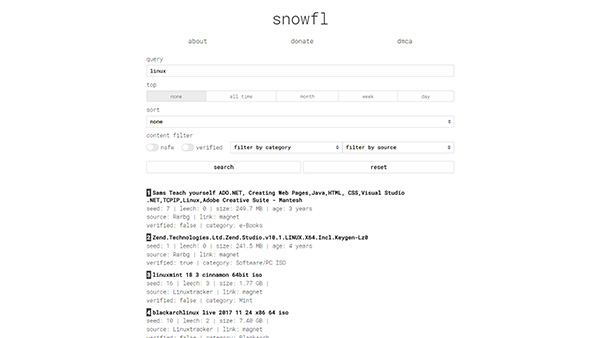 snowfl
about donate dmca
query
linux
top
none all time month week day
sort
none
content filter
nsfw verified filter by category filter by source
search reset
1 Sams Teach yourself ADO.NET, Creating Web Pages,Java,HTML, CSS,Visual Studio
.NET,TCPIP,Linux,Adobe Creative Suite - Mantesh
seed: 7 | leech: 0 | size: 249.7 MB | age: 3 years
source: Rarbg | link: magnet
verified: false | category: e-Books
2 Zend.Technologies.Ltd.Zend.Studio.v10.1.LINUX.X64.Incl.Keygen-Lz0
seed: 1 | leech: 0 | size: 241.5 MB | age: 4 years
source: Rarbg | link: magnet
verified: true | category: Software/PC ISO
3 linuxmint 18 3 cinnamon 64bit iso
seed: 16 | leech: 3 | size: 1.77 GB |
source: Linuxtracker | link: magnet
verified: false | category: Mint
4 blackarchlinux live 2017 11 24 x86 64 iso
seed: 10 | leech: 2 | size: 7.40 GB |
source: Linuxtracker | link: magnet
verified: false | category: Blackarch